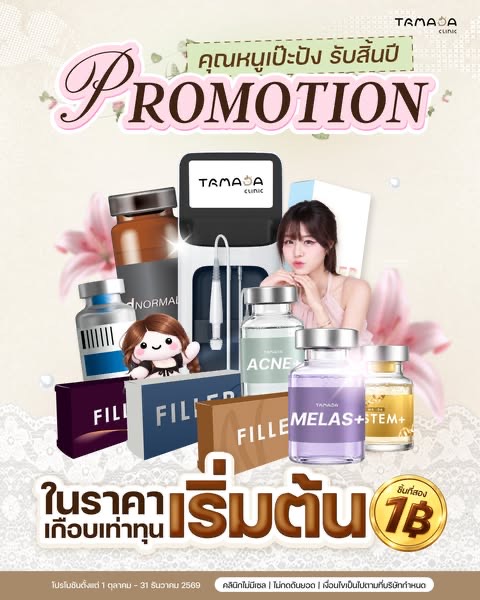 TAMADA
CLINIC
คุณหนูเป๊ะปัง รับสิ้นปี
PROMOTION
TAMADA
CLINIC
NORMAL
TAMADA
ACNE+
FILLER
FILLER
FILLE
TAMADA
MELAS+
STEM+
ในราคา
เกือบเท่าทุน
เริ่มต้น
ชิ้นที่สอง
1฿
โปรโมชันตั้งแต่ 1 ตุลาคม - 31 ธันวาคม 2569
คลินิกไม่มีเซล | ไม่กดดันยอด | เงื่อนไขเป็นไปตามที่บริษัทกำหนด